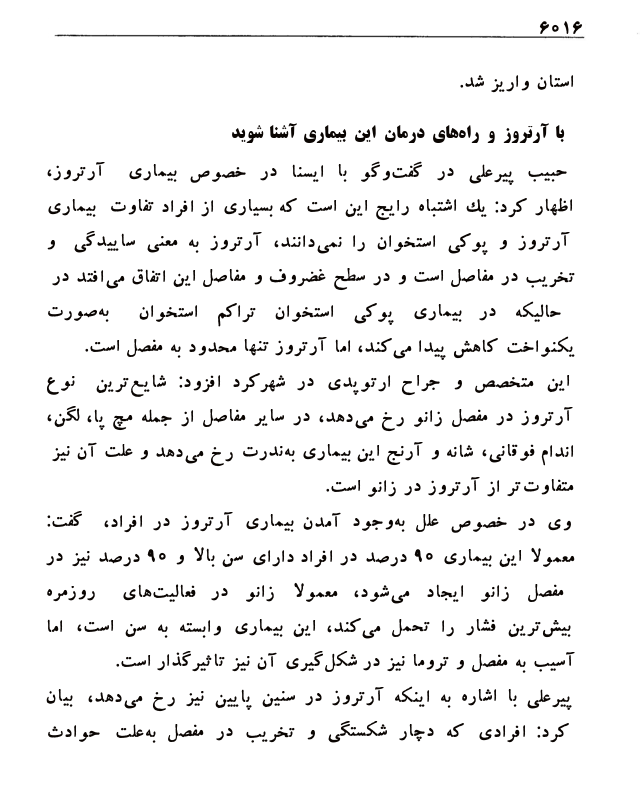 ۶۰۱۶
استان واریز شد.
با آرتروز و راه‌های درمان این بیماری آشنا شوید
حبیب پیرعلی در گفت‌وگو با ایسنا در خصوص بیماری آرتروز،
اظهار کرد: یك اشتباه رایج این است که بسیاری از افراد تفاوت بیماری
آرتروز و پوکی استخوان را نمی‌دانند، آرتروز به معنی ساییدگی و
تخریب در مفاصل است و در سطح غضروف و مفاصل این اتفاق می‌افتد در
حالیکه در بیماری پوکی استخوان تراکم استخوان به‌صورت
یکنواخت کاهش پیدا می‌کند، اما آرتروز تنها محدود به مفصل است.
این متخصص و جراح ارتوپدی در شهرکرد افزود: شایع‌ترین نوع
آرتروز در مفصل زانو رخ می‌دهد، در سایر مفاصل از جمله مچ پا، لگن،
اندام فوقانی، شانه و آرنج این بیماری به‌ندرت رخ می‌دهد و علت آن نیز
متفاوت‌تر از آرتروز در زانو است.
وی در خصوص علل به‌وجود آمدن بیماری آرتروز در افراد، گفت:
معمولا این بیماری ۹۰ درصد در افراد دارای سن بالا و ۹۰ درصد نیز در
مفصل زانو ایجاد می‌شود، معمولا زانو در فعالیت‌های روزمره
بیش‌ترین فشار را تحمل می‌کند، این بیماری وابسته به سن است، اما
آسیب به مفصل و تروما نیز در شکل‌گیری آن نیز تاثیرگذار است.
پیرعلی با اشاره به اینکه آرتروز در سنین پایین نیز رخ می‌دهد، بیان
کرد: افرادی که دچار شکستگی و تخریب در مفصل به‌علت حوادث